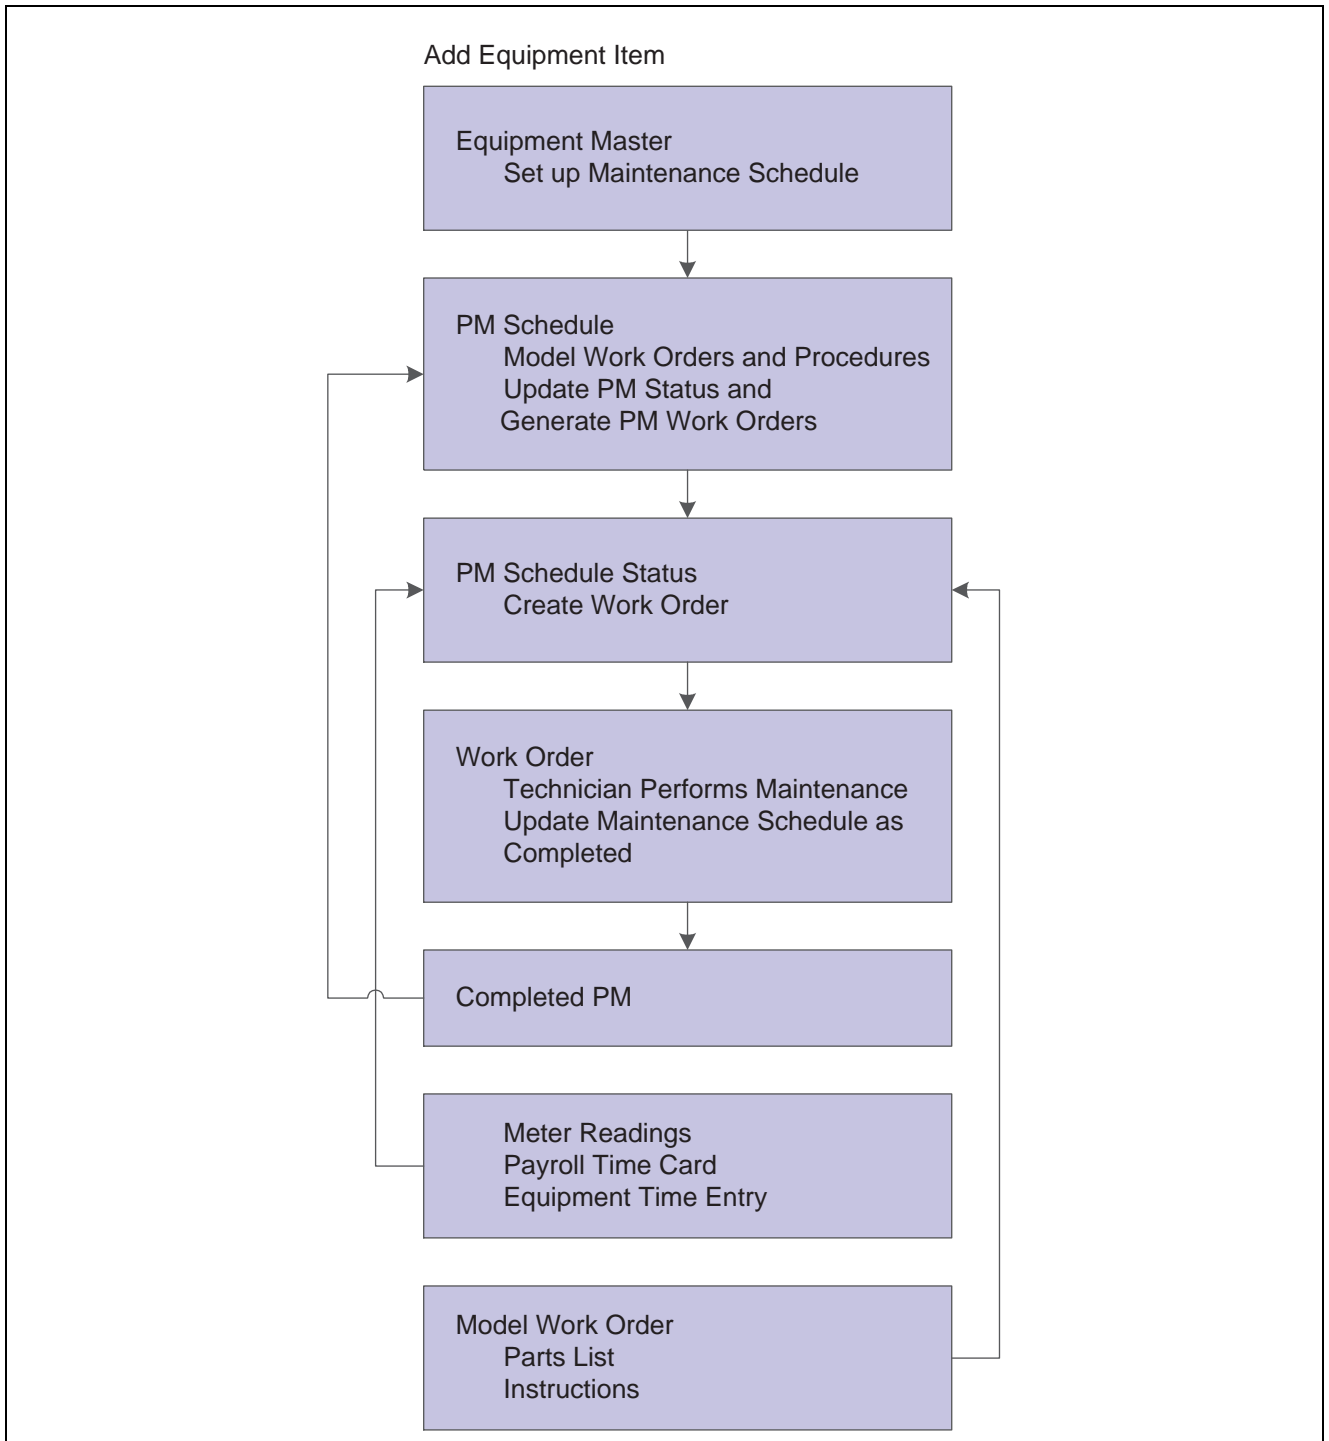 Add Equipment Item
Equipment Master
Set up Maintenance Schedule
PM Schedule
Model Work Orders and Procedures
Update PM Status and
Generate PM Work Orders
PM Schedule Status
Create Work Order
Work Order
Technician Performs Maintenance
Update Maintenance Schedule as
Completed
Completed PM
Meter Readings
Payroll Time Card
Equipment Time Entry
Model Work Order
Parts List
Instructions